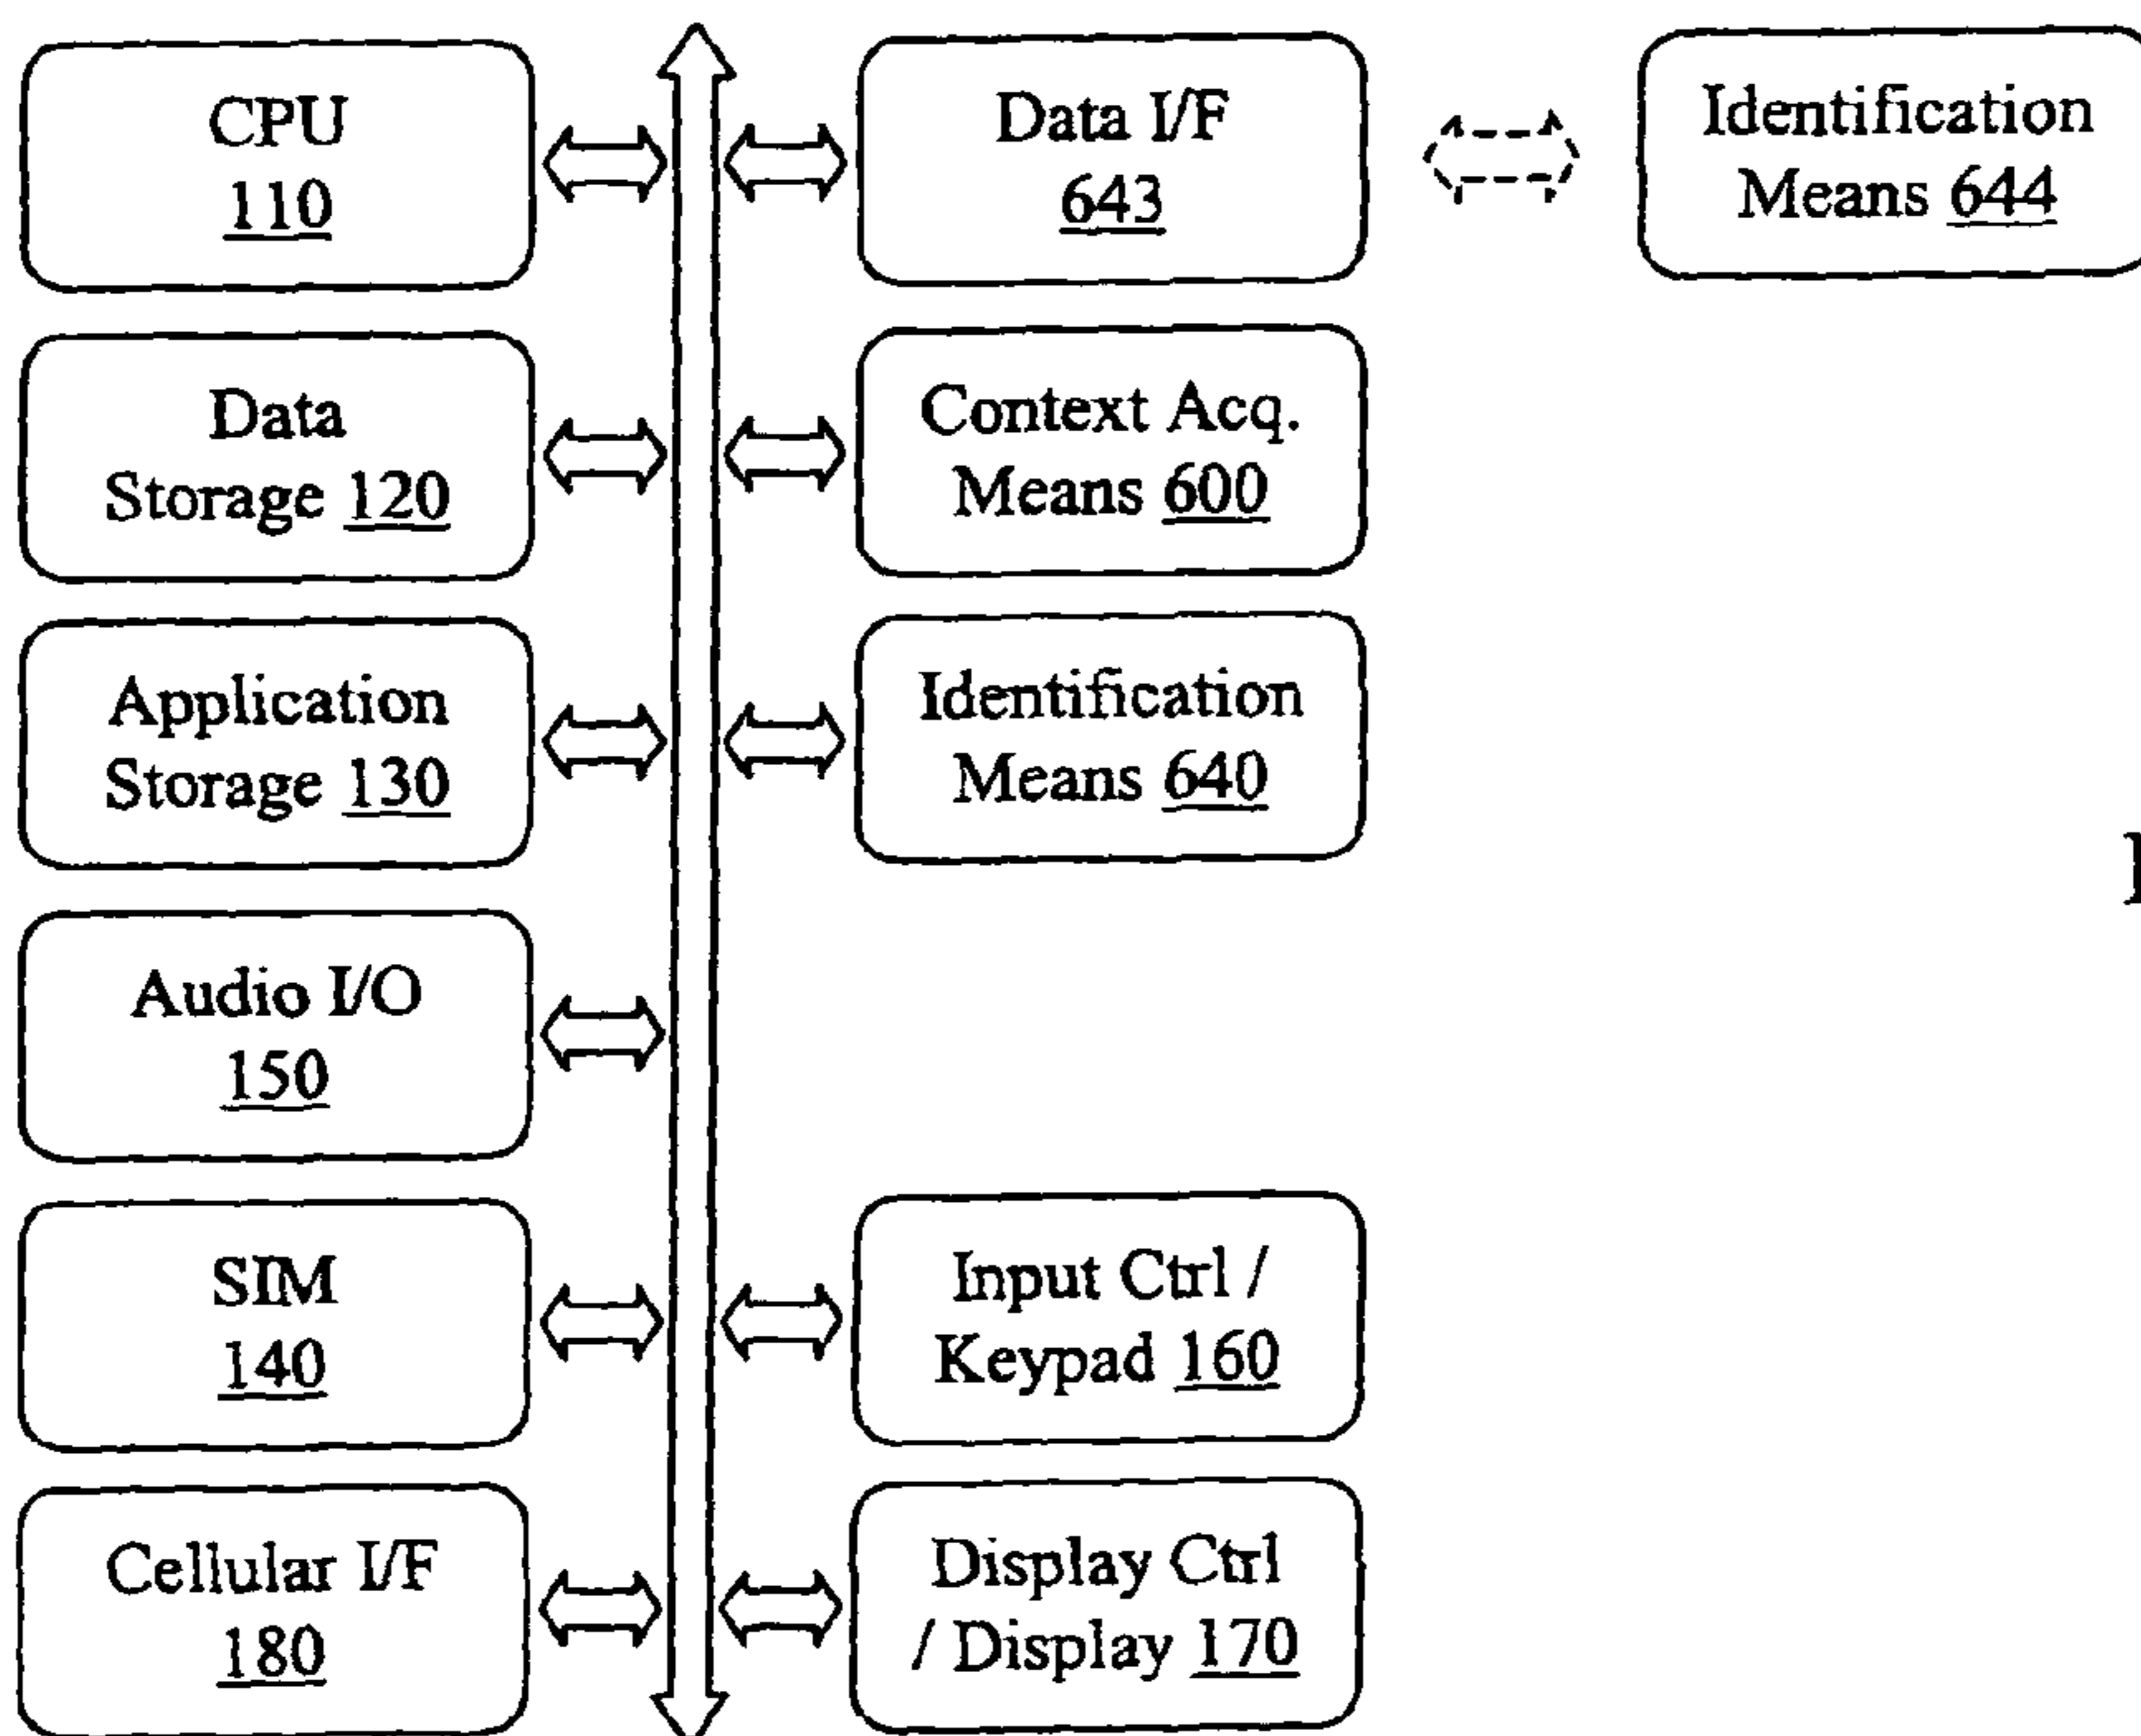 CPU
110
Data
Storage 120
Application
Storage 130
Audio I/O
150
SIM
140
Cellular I/F
180
Data I/F
643
Context Acq.
Means 600
Identification
Means 640
Input Ctrl /
Keypad 160
Display Ctrl
/ Display 170
Identification
Means 644